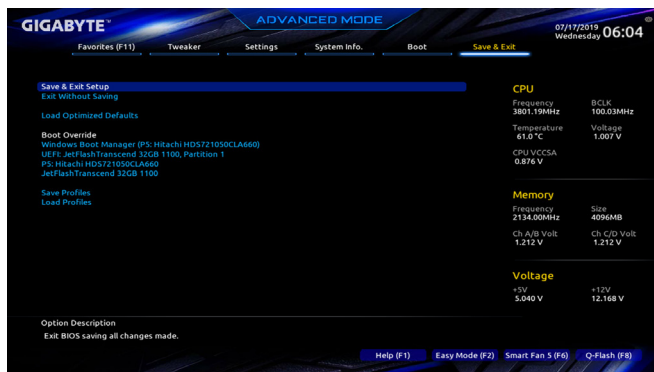 GIGABYTE™
ADVANCED MODE
07/17/2019
Wednesday 06:04
Favorites (F11) Tweaker Settings System Info. Boot Save & Exit
Save & Exit Setup
Exit Without Saving
Load Optimized Defaults
Boot Override
Windows Boot Manager (P5: Hitachi HDS721050CLA660)
UEFI: JetFlashTranscend 32GB 1100, Partition 1
P5: Hitachi HDS721050CLA660
JetFlashTranscend 32GB 1100
Save Profiles
Load Profiles
CPU
Frequency BCLK
3801.19MHz 100.03MHz
Temperature Voltage
61.0 °C 1.007 V
CPU VCCSA
0.876 V
Memory
Frequency Size
2134.00MHz 4096MB
Ch A/B Volt Ch C/D Volt
1.212 V 1.212 V
Voltage
+5V +12V
5.040 V 12.168 V
Option Description
Exit BIOS saving all changes made.
Help (F1) Easy Mode (F2) Smart Fan 5 (F6) Q-Flash (F8)